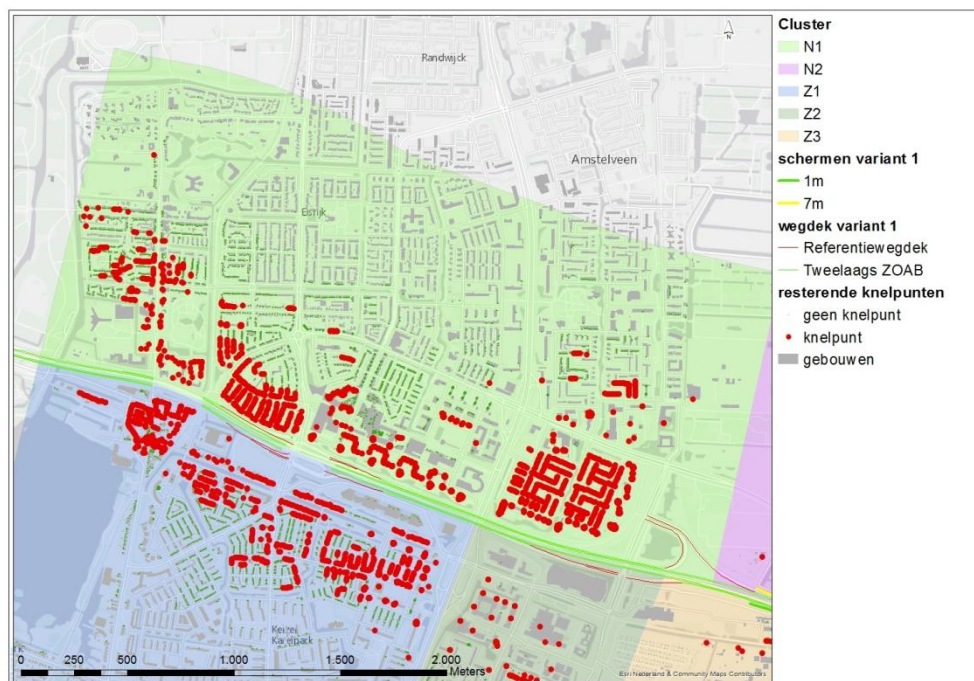 Randwijck
Amstelveen
Elsrijk
Keizer
Karelpark
0 250 500 1.000 1.500 2.000
Meters
Esri Nederland & Community Maps Contributors
N
Cluster
N1
N2
Z1
Z2
Z3
schermen variant 1
1m
7m
wegdek variant 1
Referentiewegdek
Tweelaags ZOAB
resterende knelpunten
geen knelpunt
knelpunt
gebouwen